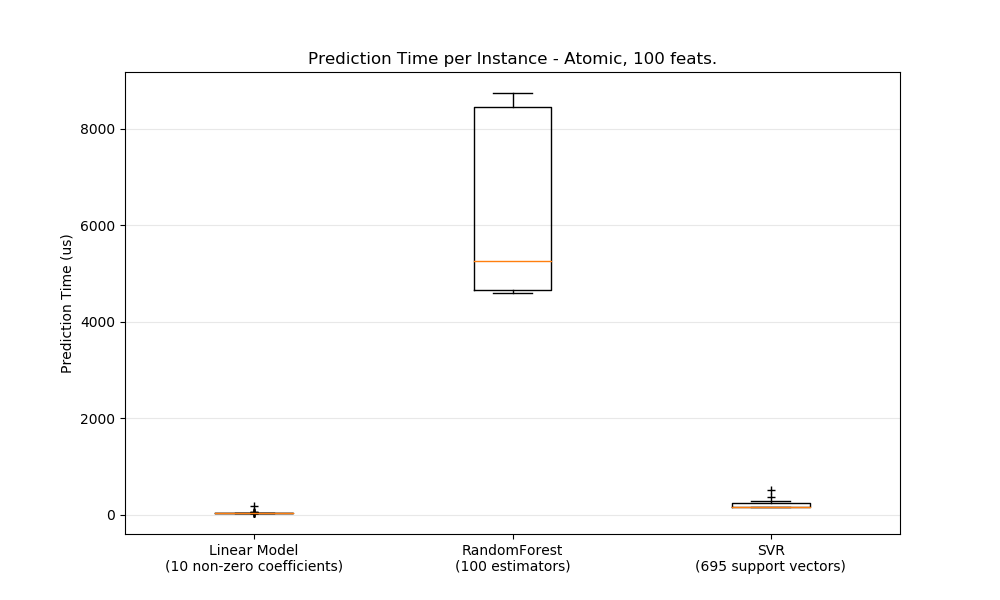 Prediction Time per Instance - Atomic, 100 feats.
Prediction Time (us)
8000
6000
4000
2000
0
Linear Model
(10 non-zero coefficients)
RandomForest
(100 estimators)
SVR
(695 support vectors)